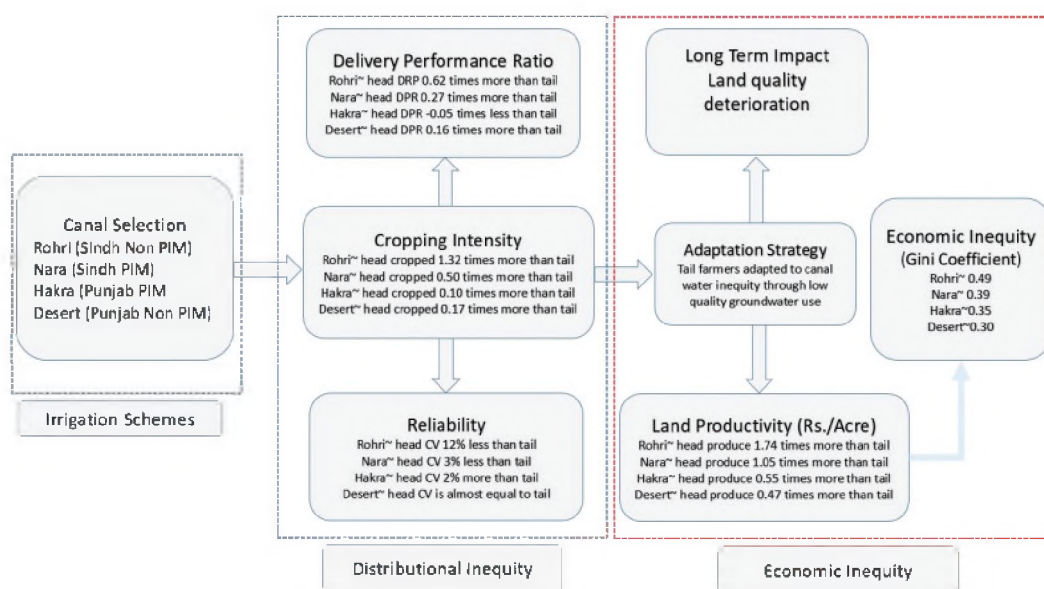 Canal Selection
Rohri (Sindh Non PIM)
Nara (Sindh PIM)
Hakra (Punjab PIM
Desert (Punjab Non PIM)
Irrigation Schemes
Delivery Performance Ratio
Rohri~ head DRP 0.62 times more than tail
Nara~ head DPR 0.27 times more than tail
Hakra~ head DPR -0.05 times less than tail
Desert~ head DPR 0.16 times more than tail
Cropping Intensity
Rohri~ head cropped 1.32 times more than tail
Nara~ head cropped 0.50 times more than tail
Hakra~ head cropped 0.10 times more than tail
Desert~ head cropped 0.17 times more than tail
Reliability
Rohri~ head CV 12% less than tail
Nara~ head CV 3% less than tail
Hakra~ head CV 2% more than tail
Desert~ head CV is almost equal to tail
Distributional Inequity
Long Term Impact
Land quality
deterioration
Adaptation Strategy
Tail farmers adapted to canal
water inequity through low
quality groundwater use
Land Productivity (Rs./Acre)
Rohri~ head produce 1.74 times more than tail
Nara~ head produce 1.05 times more than tail
Hakra~ head produce 0.55 times more than tail
Desert~ head produce 0.47 times more than tail
Economic Inequity
(Gini Coefficient)
Rohri~ 0.49
Nara~ 0.39
Hakra~0.35
Desert~0.30
Economic Inequity